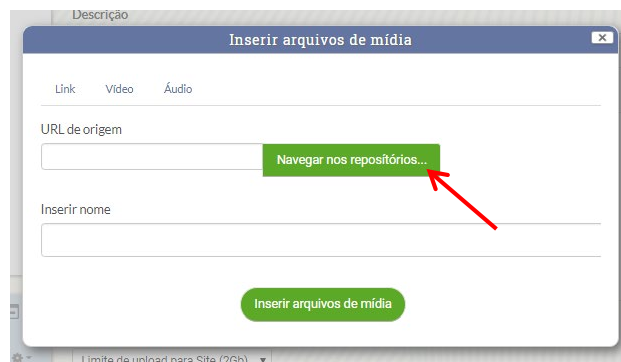 Descrição
Inserir arquivos de mídia
Link Vídeo Áudio
URL de origem
Navegar nos repositórios...
Inserir nome
Inserir arquivos de mídia
Limite de upload para Site (2Gb)